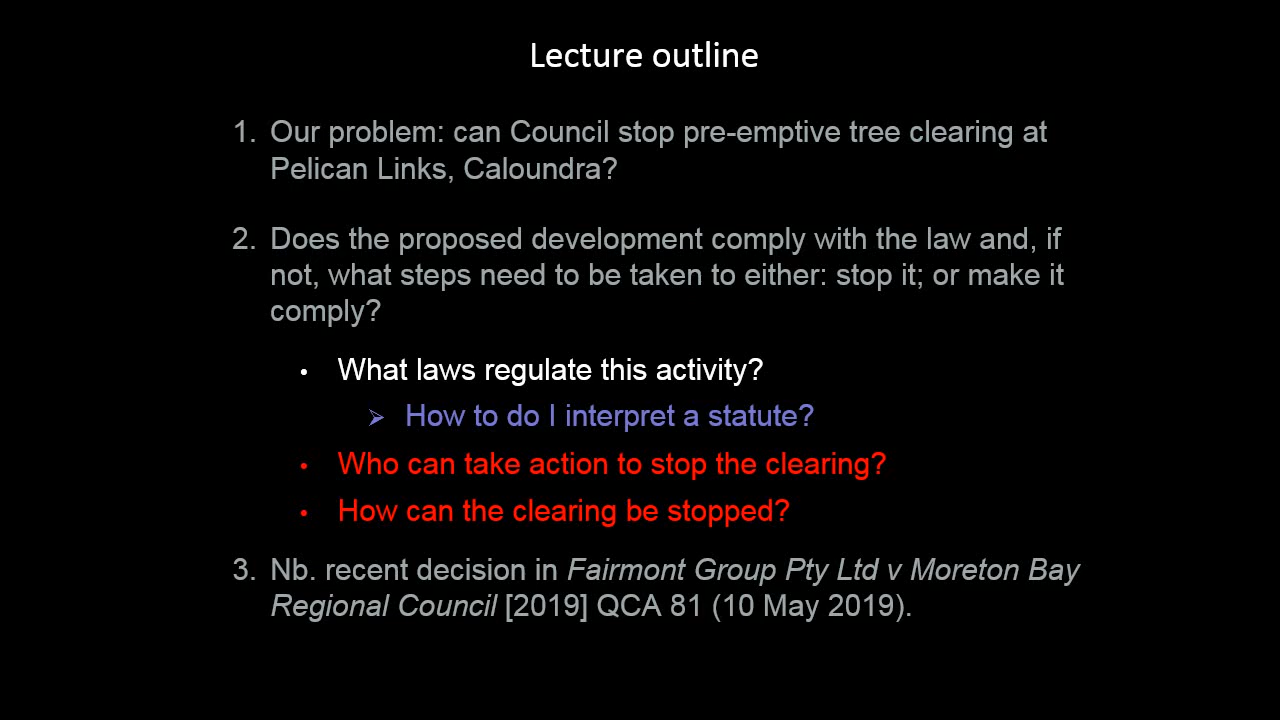 Lecture outline
1. Our problem: can Council stop pre-emptive tree clearing at
Pelican Links, Caloundra?
2. Does the proposed development comply with the law and, if
not, what steps need to be taken to either: stop it; or make it
comply?
• What laws regulate this activity?
➢ How to do I interpret a statute?
• Who can take action to stop the clearing?
• How can the clearing be stopped?
3. Nb. recent decision in Fairmont Group Pty Ltd v Moreton Bay
Regional Council [2019] QCA 81 (10 May 2019).